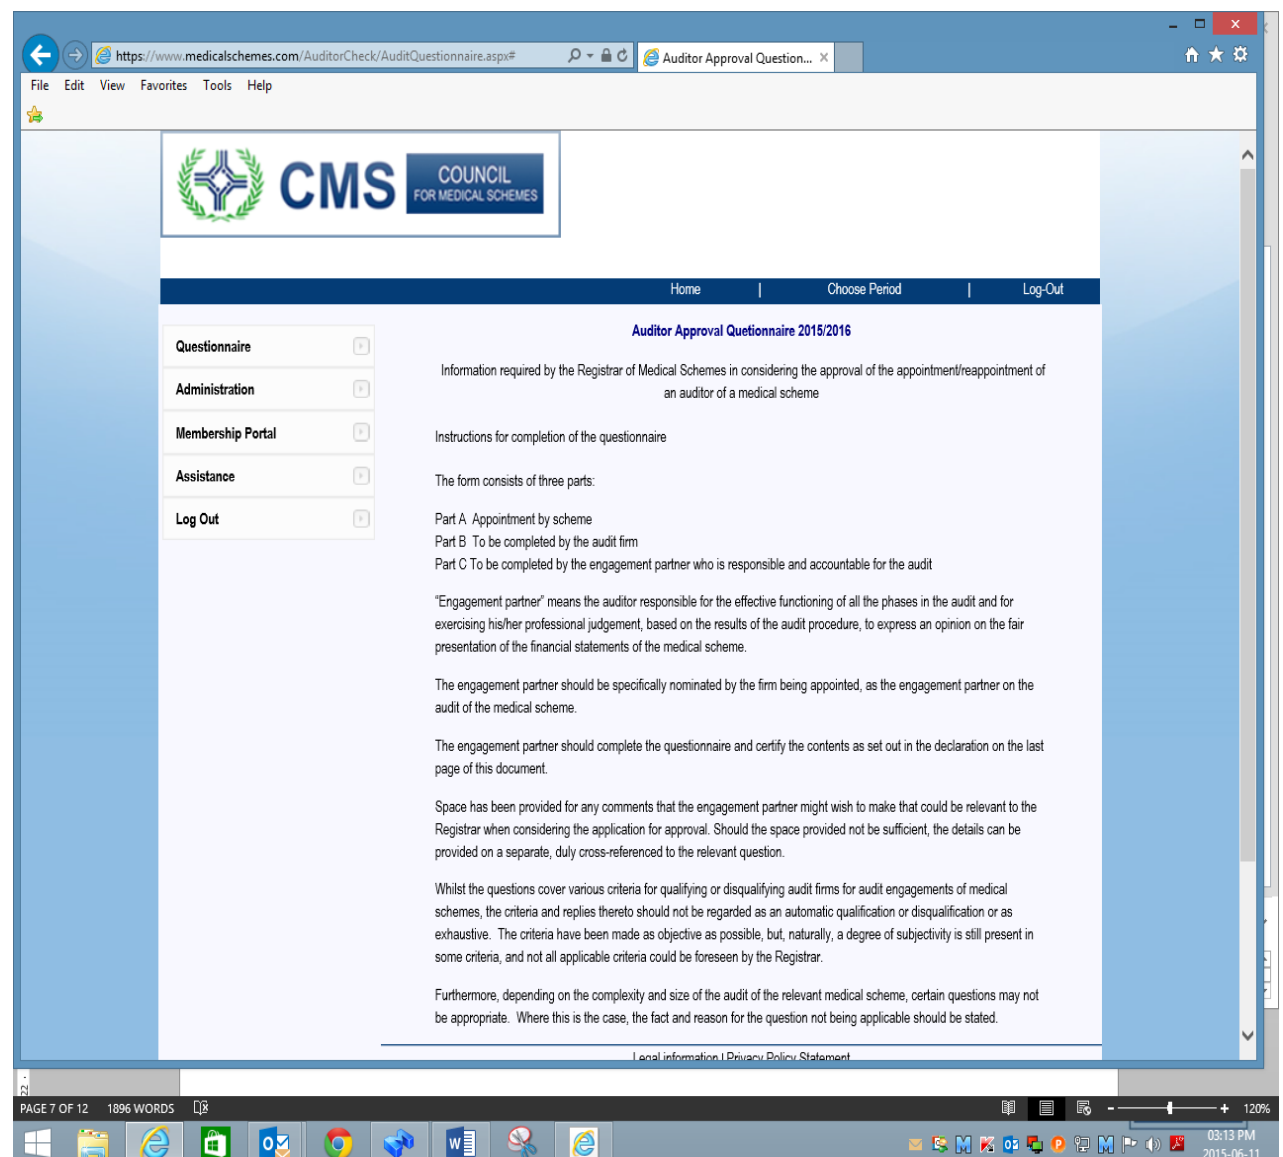 https://www.medicalschemes.com/AuditorCheck/AuditQuestionnaire.aspx#
Auditor Approval Question...
File Edit View Favorites Tools Help
CMS COUNCIL
FOR MEDICAL SCHEMES
Home | Choose Period | Log-Out
Questionnaire
Administration
Membership Portal
Assistance
Log Out
Auditor Approval Quetionnaire 2015/2016
Information required by the Registrar of Medical Schemes in considering the approval of the appointment/reappointment of
an auditor of a medical scheme
Instructions for completion of the questionnaire
The form consists of three parts:
Part A Appointment by scheme
Part B To be completed by the audit firm
Part C To be completed by the engagement partner who is responsible and accountable for the audit
"Engagement partner" means the auditor responsible for the effective functioning of all the phases in the audit and for
exercising his/her professional judgement, based on the results of the audit procedure, to express an opinion on the fair
presentation of the financial statements of the medical scheme.
The engagement partner should be specifically nominated by the firm being appointed, as the engagement partner on the
audit of the medical scheme.
The engagement partner should complete the questionnaire and certify the contents as set out in the declaration on the last
page of this document.
Space has been provided for any comments that the engagement partner might wish to make that could be relevant to the
Registrar when considering the application for approval. Should the space provided not be sufficient, the details can be
provided on a separate, duly cross-referenced to the relevant question.
Whilst the questions cover various criteria for qualifying or disqualifying audit firms for audit engagements of medical
schemes, the criteria and replies thereto should not be regarded as an automatic qualification or disqualification or as
exhaustive. The criteria have been made as objective as possible, but, naturally, a degree of subjectivity is still present in
some criteria, and not all applicable criteria could be foreseen by the Registrar.
Furthermore, depending on the complexity and size of the audit of the relevant medical scheme, certain questions may not
be appropriate. Where this is the case, the fact and reason for the question not being applicable should be stated.
Legal information | Privacy Policy Statement
22
PAGE 7 OF 12 1896 WORDS 120%
03:13 PM
2015-06-11